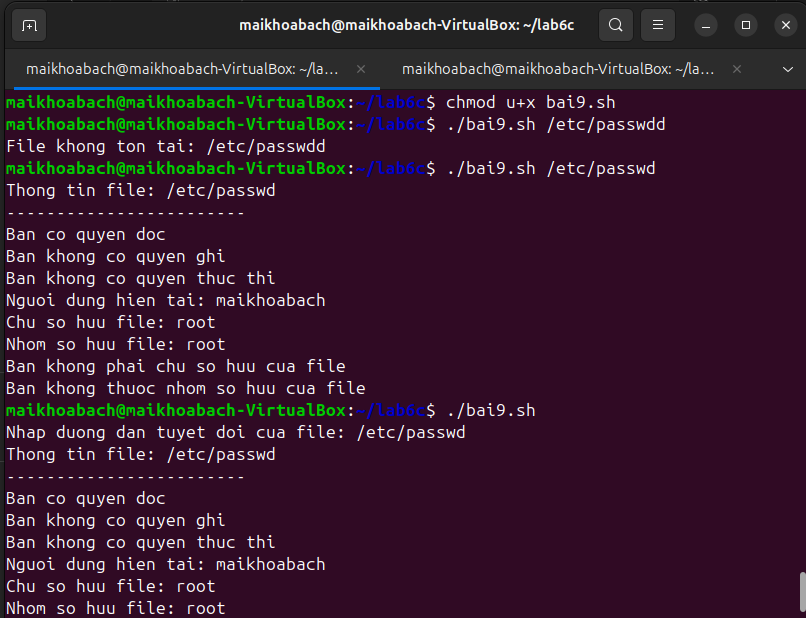 maikhoabach@maikhoabach-VirtualBox: ~/lab6c
maikhoabach@maikhoabach-VirtualBox: ~/la...
maikhoabach@maikhoabach-VirtualBox: ~/la...
maikhoabach@maikhoabach-VirtualBox:~/lab6c$ chmod u+x bai9.sh
maikhoabach@maikhoabach-VirtualBox:~/lab6c$ ./bai9.sh /etc/passwdd
File khong ton tai: /etc/passwdd
maikhoabach@maikhoabach-VirtualBox:~/lab6c$ ./bai9.sh /etc/passwd
Thong tin file: /etc/passwd
------------------------
Ban co quyen doc
Ban khong co quyen ghi
Ban khong co quyen thuc thi
Nguoi dung hien tai: maikhoabach
Chu so huu file: root
Nhom so huu file: root
Ban khong phai chu so huu cua file
Ban khong thuoc nhom so huu cua file
maikhoabach@maikhoabach-VirtualBox:~/lab6c$ ./bai9.sh
Nhap duong dan tuyet doi cua file: /etc/passwd
Thong tin file: /etc/passwd
------------------------
Ban co quyen doc
Ban khong co quyen ghi
Ban khong co quyen thuc thi
Nguoi dung hien tai: maikhoabach
Chu so huu file: root
Nhom so huu file: root